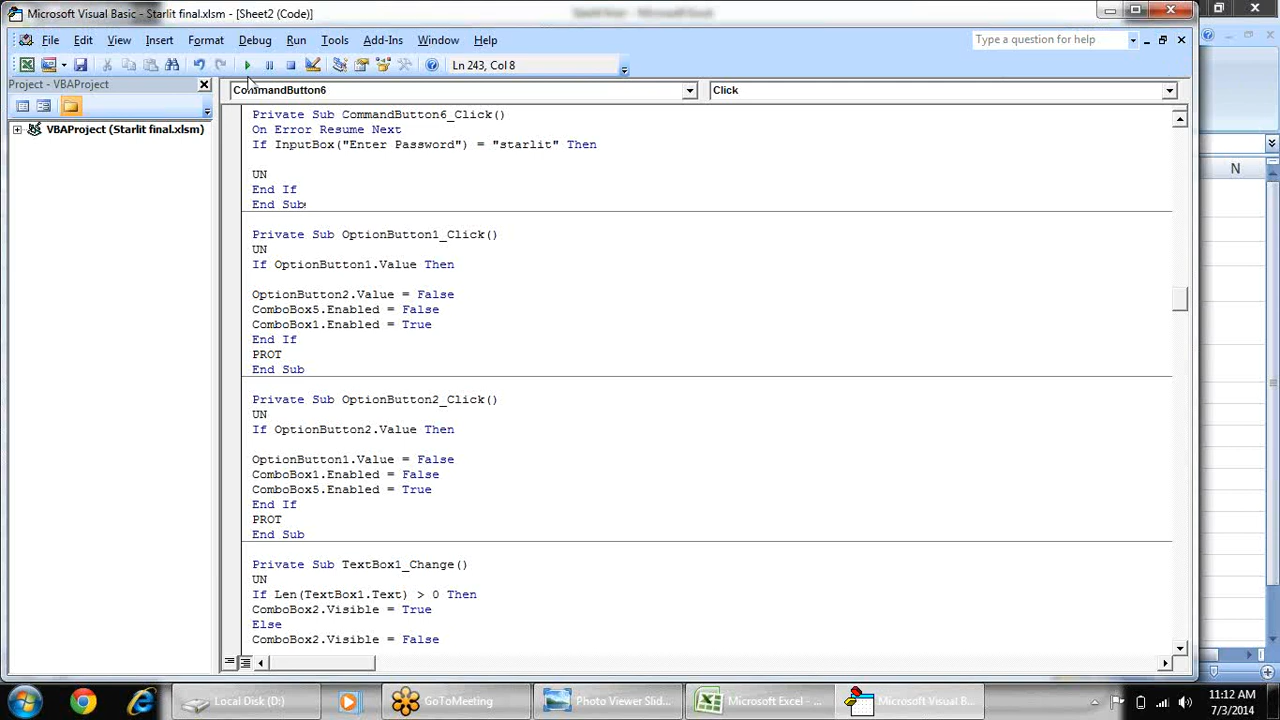 Microsoft Visual Basic - Starlit final.xlsm - [Sheet2 (Code)]
File Edit View Insert Format Debug Run Tools Add-Ins Window Help
Type a question for help
Ln 243, Col 8
Project - VBAProject
CommandButton6
Click
VBAProject (Starlit final.xlsm)
Private Sub CommandButton6_Click()
On Error Resume Next
If InputBox("Enter Password") = "starlit" Then
UN
End If
End Sub
Private Sub OptionButton1_Click()
UN
If OptionButton1.Value Then
OptionButton2.Value = False
ComboBox5.Enabled = False
ComboBox1.Enabled = True
End If
PROT
End Sub
Private Sub OptionButton2_Click()
UN
If OptionButton2.Value Then
OptionButton1.Value = False
ComboBox1.Enabled = False
ComboBox5.Enabled = True
End If
PROT
End Sub
Private Sub TextBox1_Change()
UN
If Len(TextBox1.Text) > 0 Then
ComboBox2.Visible = True
Else
ComboBox2.Visible = False
N
Local Disk (D:)
GoToMeeting
Photo Viewer Slid...
Microsoft Excel - ...
Microsoft Visual B...
11:12 AM
7/3/2014